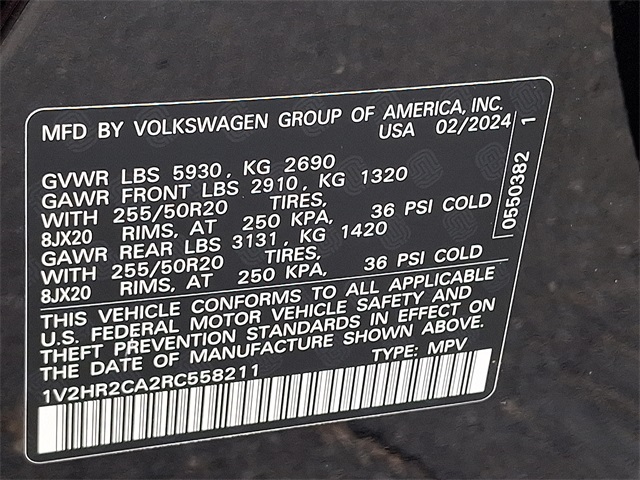 MFD BY VOLKSWAGEN GROUP OF AMERICA, INC.
USA 02/2024
GVWR LBS 5930, KG 2690
GAWR FRONT LBS 2910, KG 1320
WITH 255/50R20 TIRES,
8JX20 RIMS, AT 250 KPA, 36 PSI COLD
GAWR REAR LBS 3131, KG 1420
WITH 255/50R20 TIRES,
8JX20 RIMS, AT 250 KPA, 36 PSI COLD
THIS VEHICLE CONFORMS TO ALL APPLICABLE
U.S. FEDERAL MOTOR VEHICLE SAFETY AND
THEFT PREVENTION STANDARDS IN EFFECT ON
THE DATE OF MANUFACTURE SHOWN ABOVE.
TYPE: MPV
1V2HR2CA2RC558211
0550382 1